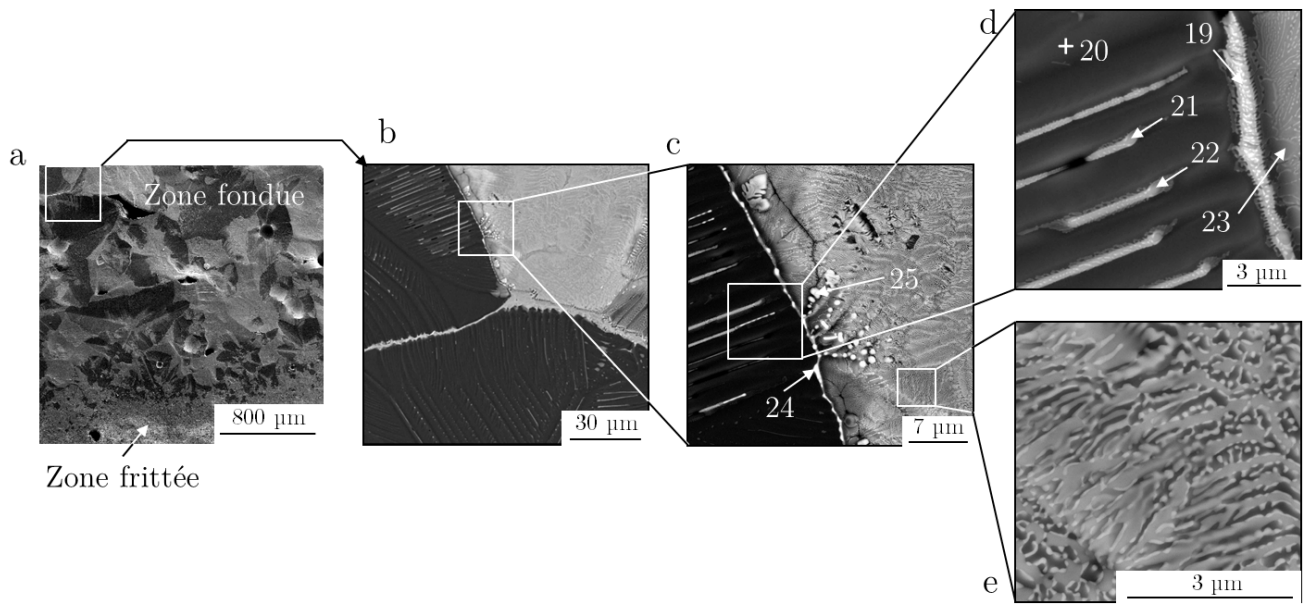 a
Zone fondue
800 µm
Zone frittée
b
30 µm
c
25
24
7 µm
d
19
20
21
22
23
3 µm
e
3 µm